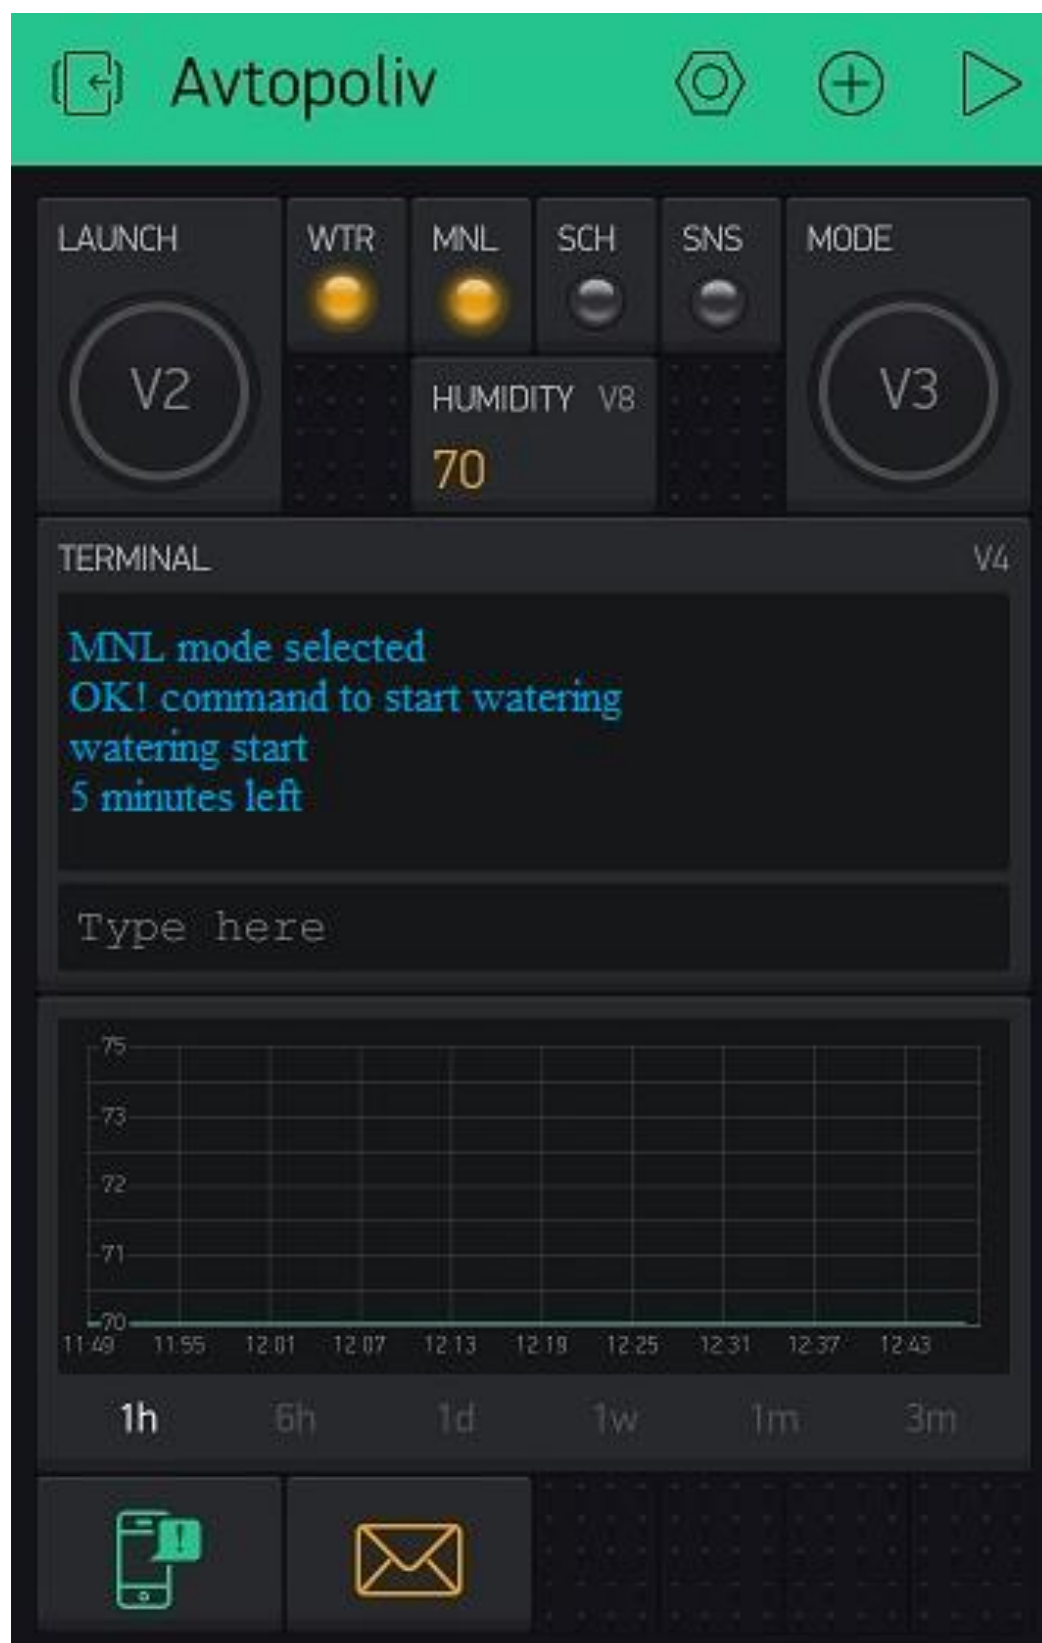 Avtopoliv
LAUNCH WTR MNL SCH SNS MODE
V2 V3
HUMIDITY V8
70
TERMINAL V4
MNL mode selected
OK! command to start watering
watering start
5 minutes left
Type here
75
73
72
71
70
11:49 11:55 12:01 12:07 12:13 12:19 12:25 12:31 12:37 12:43
1h 6h 1d 1w 1m 3m